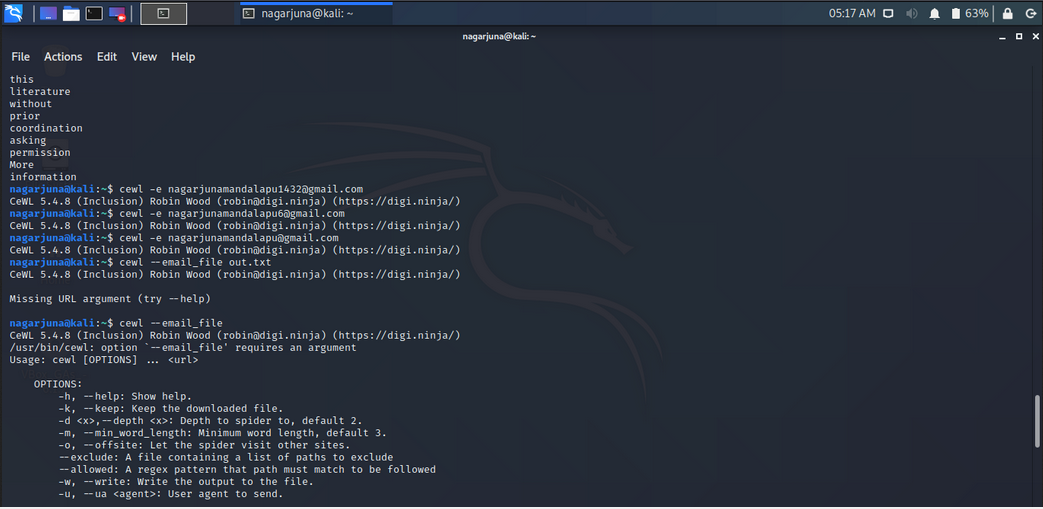 nagarjuna@kali: ~
05:17 AM
63%
nagarjuna@kali: ~
File Actions Edit View Help
this
literature
without
prior
coordination
asking
permission
More
information
nagarjuna@kali:~$ cewl -e nagarjunamandalapu1432@gmail.com
CeWL 5.4.8 (Inclusion) Robin Wood (robin@digi.ninja) (https://digi.ninja/)
nagarjuna@kali:~$ cewl -e nagarjunamandalapu6@gmail.com
CeWL 5.4.8 (Inclusion) Robin Wood (robin@digi.ninja) (https://digi.ninja/)
nagarjuna@kali:~$ cewl -e nagarjunamandalapu@gmail.com
CeWL 5.4.8 (Inclusion) Robin Wood (robin@digi.ninja) (https://digi.ninja/)
nagarjuna@kali:~$ cewl --email_file out.txt
CeWL 5.4.8 (Inclusion) Robin Wood (robin@digi.ninja) (https://digi.ninja/)
Missing URL argument (try --help)
nagarjuna@kali:~$ cewl --email_file
CeWL 5.4.8 (Inclusion) Robin Wood (robin@digi.ninja) (https://digi.ninja/)
/usr/bin/cewl: option `--email_file' requires an argument
Usage: cewl [OPTIONS] ... <url>
OPTIONS:
-h, --help: Show help.
-k, --keep: Keep the downloaded file.
-d <x>,--depth <x>: Depth to spider to, default 2.
-m, --min_word_length: Minimum word length, default 3.
-o, --offsite: Let the spider visit other sites.
--exclude: A file containing a list of paths to exclude
--allowed: A regex pattern that path must match to be followed
-w, --write: Write the output to the file.
-u, --ua <agent>: User agent to send.